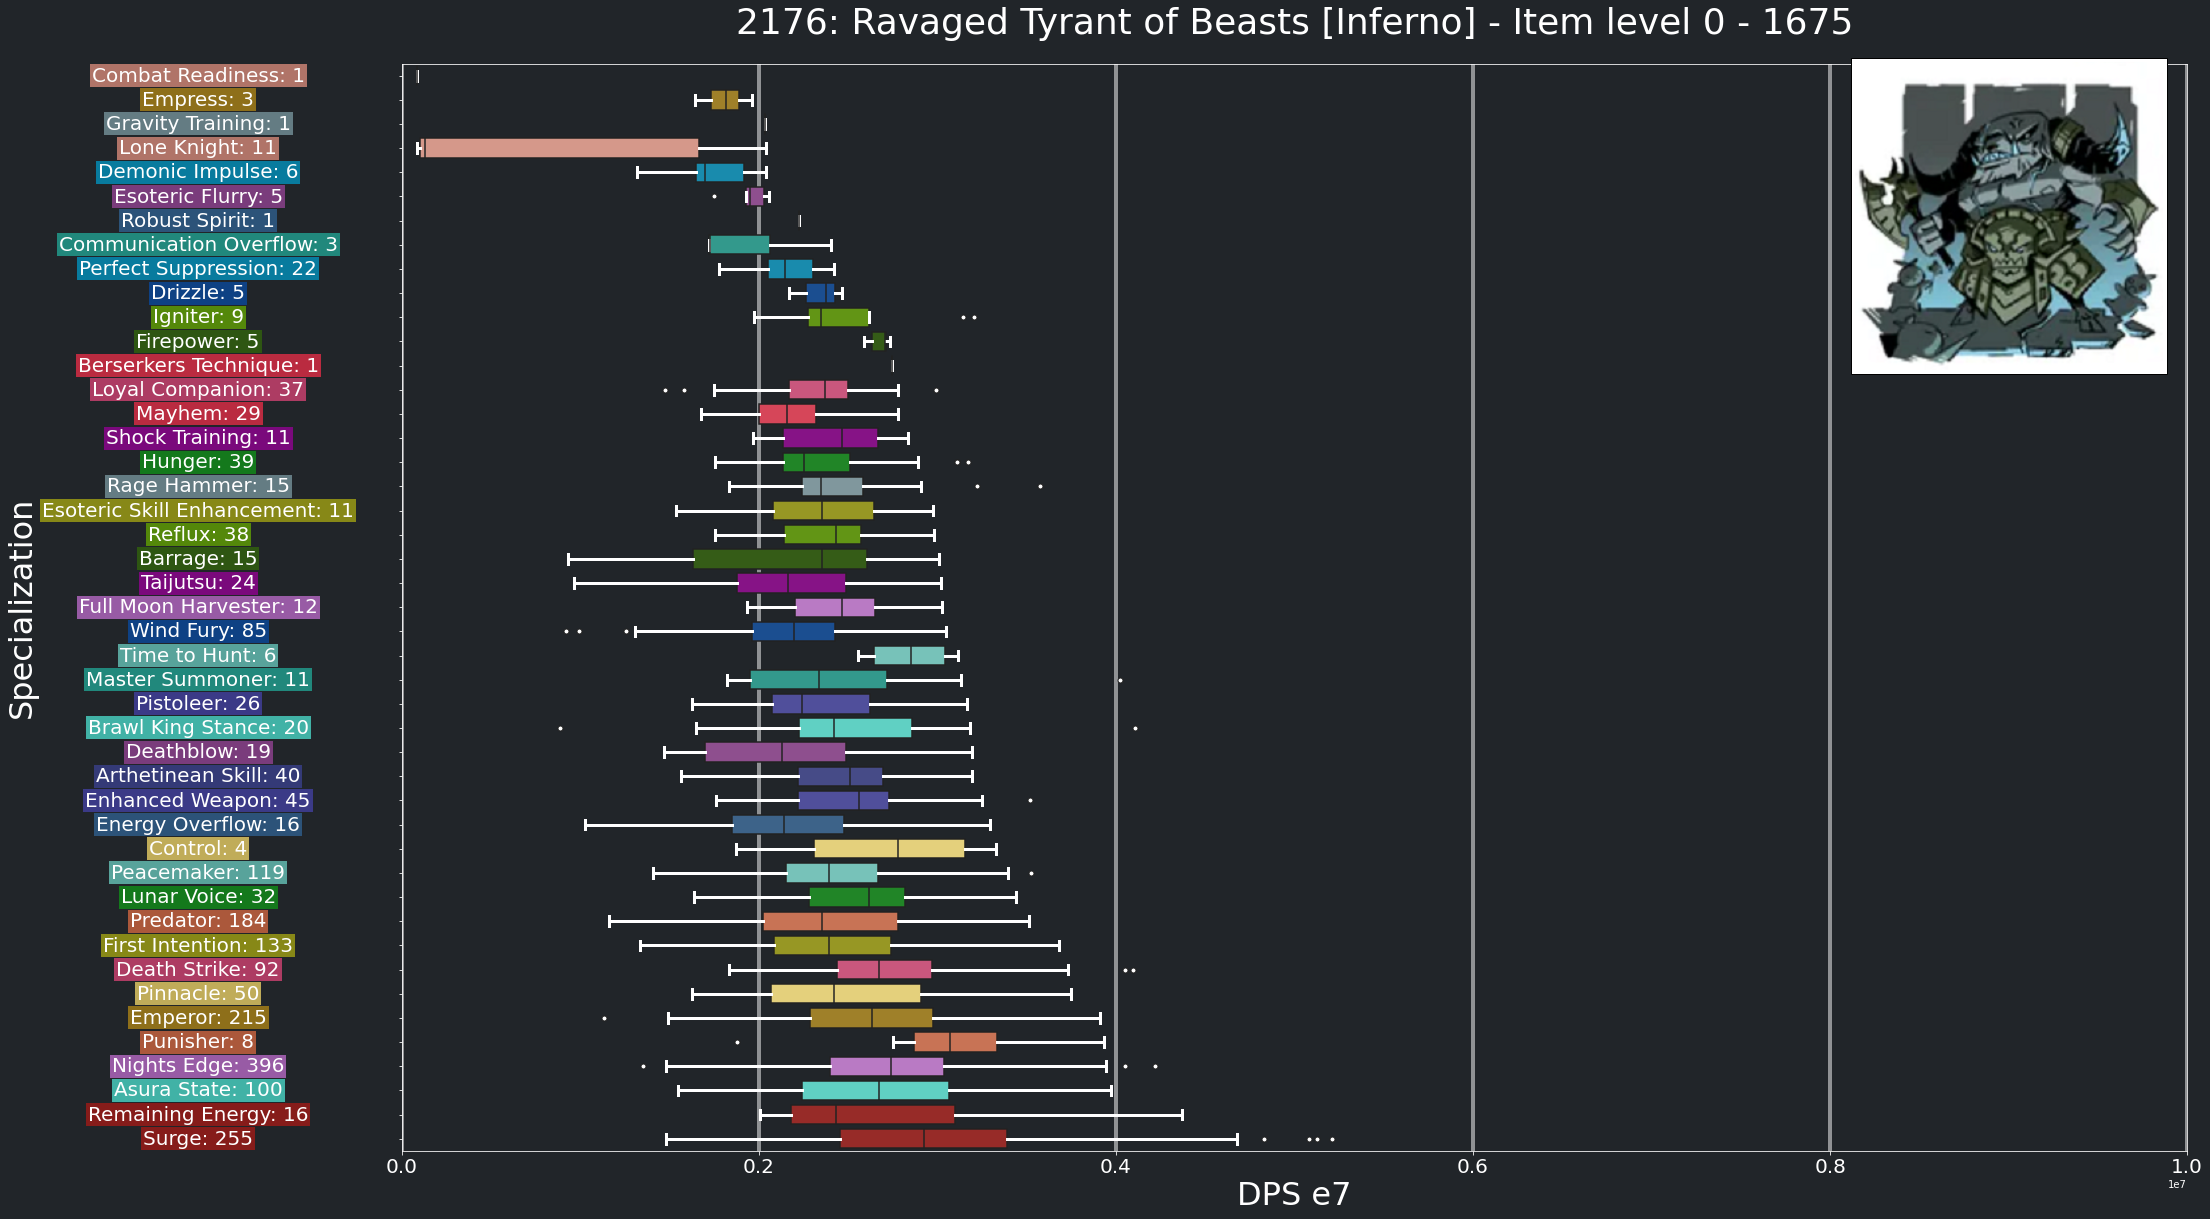 2176: Ravaged Tyrant of Beasts [Inferno] - Item level 0 - 1675
Specialization
Combat Readiness: 1
Empress: 3
Gravity Training: 1
Lone Knight: 11
Demonic Impulse: 6
Esoteric Flurry: 5
Robust Spirit: 1
Communication Overflow: 3
Perfect Suppression: 22
Drizzle: 5
Igniter: 9
Firepower: 5
Berserkers Technique: 1
Loyal Companion: 37
Mayhem: 29
Shock Training: 11
Hunger: 39
Rage Hammer: 15
Esoteric Skill Enhancement: 11
Reflux: 38
Barrage: 15
Taijutsu: 24
Full Moon Harvester: 12
Wind Fury: 85
Time to Hunt: 6
Master Summoner: 11
Pistoleer: 26
Brawl King Stance: 20
Deathblow: 19
Arthetinean Skill: 40
Enhanced Weapon: 45
Energy Overflow: 16
Control: 4
Peacemaker: 119
Lunar Voice: 32
Predator: 184
First Intention: 133
Death Strike: 92
Pinnacle: 50
Emperor: 215
Punisher: 8
Nights Edge: 396
Asura State: 100
Remaining Energy: 16
Surge: 255
0.0 0.2 0.4 0.6 0.8 1.0
1e7
DPS e7